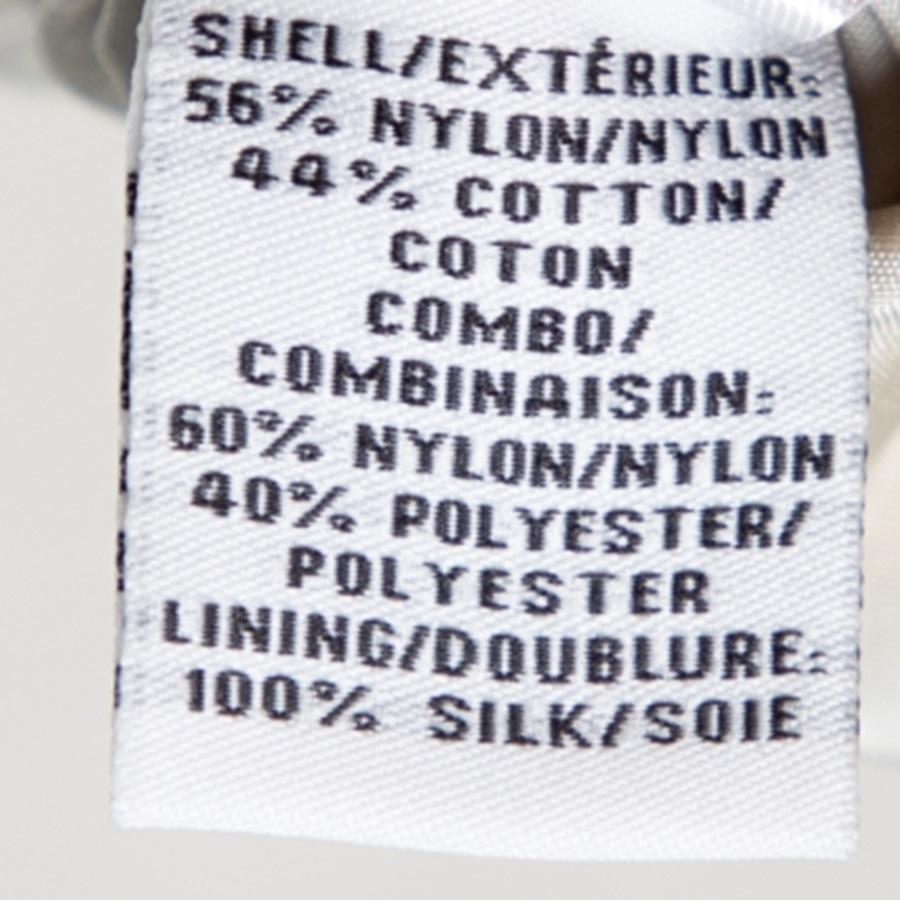 SHELL/EXTÉRIEUR:
56% NYLON/NYLON
44% COTTON/
COTON
COMBO/
COMBINAISON:
60% NYLON/NYLON
40% POLYESTER/
POLYESTER
LINING/DOUBLURE:
100% SILK/SOIE